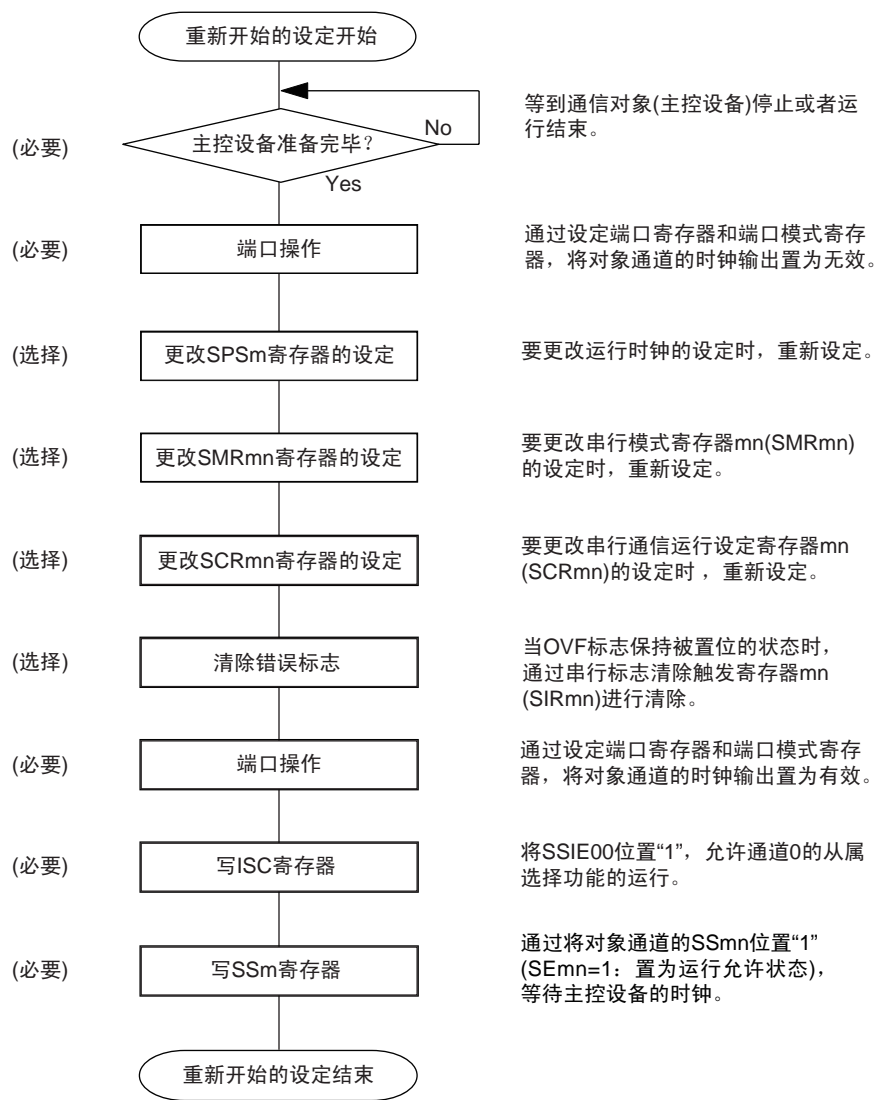 重新开始的设定开始
(必要)
主控设备准备完毕？
No
Yes
等到通信对象(主控设备)停止或者运
行结束。
(必要)
端口操作
通过设定端口寄存器和端口模式寄存
器，将对象通道的时钟输出置为无效。
(选择)
更改SPSm寄存器的设定
要更改运行时钟的设定时，重新设定。
(选择)
更改SMRmn寄存器的设定
要更改串行模式寄存器mn(SMRmn)
的设定时，重新设定。
(选择)
更改SCRmn寄存器的设定
要更改串行通信运行设定寄存器mn
(SCRmn)的设定时，重新设定。
(选择)
清除错误标志
当OVF标志保持被置位的状态时，
通过串行标志清除触发寄存器mn
(SIRmn)进行清除。
(必要)
端口操作
通过设定端口寄存器和端口模式寄存
器，将对象通道的时钟输出置为有效。
(必要)
写ISC寄存器
将SSIE00位置“1”，允许通道0的从属
选择功能的运行。
(必要)
写SSm寄存器
通过将对象通道的SSmn位置“1”
(SEmn=1：置为运行允许状态)，
等待主控设备的时钟。
重新开始的设定结束